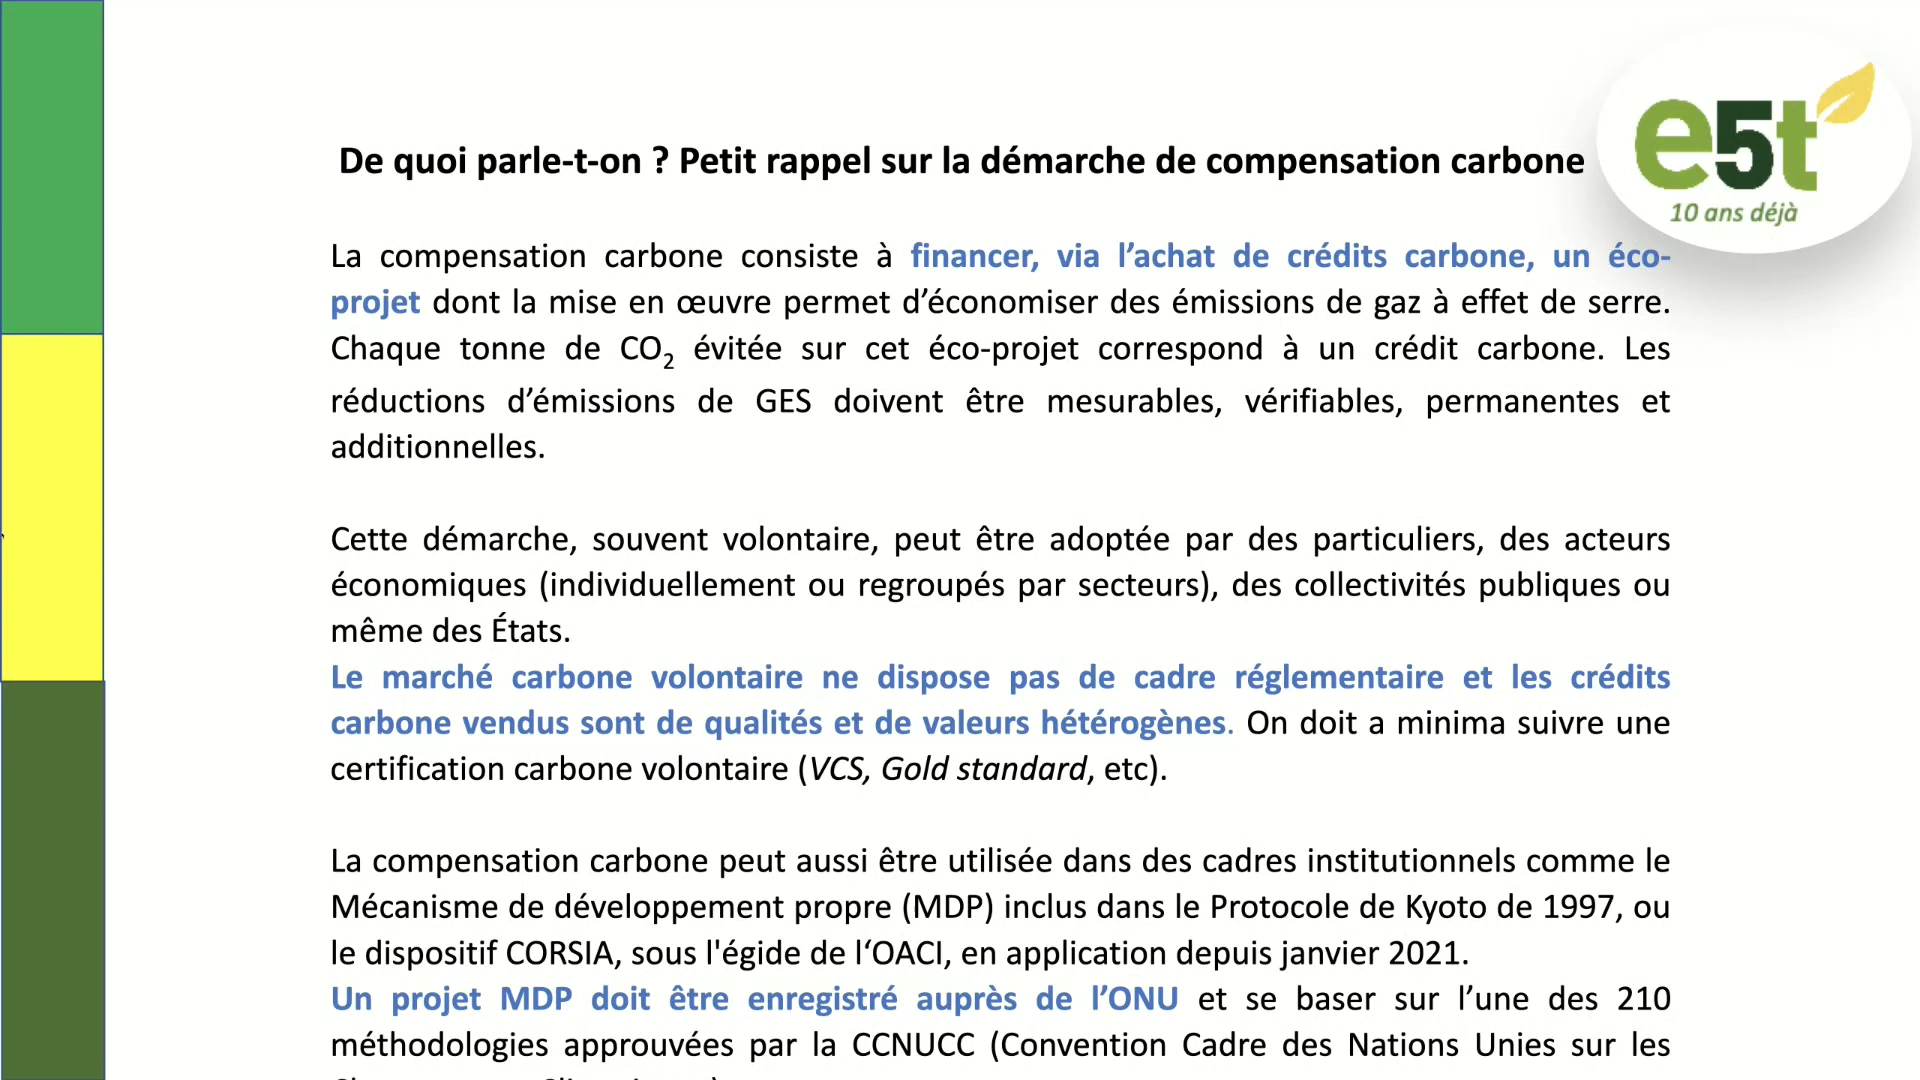 e5t
10 ans déjà
De quoi parle-t-on ? Petit rappel sur la démarche de compensation carbone
La compensation carbone consiste à financer, via l’achat de crédits carbone, un éco-
projet dont la mise en œuvre permet d’économiser des émissions de gaz à effet de serre.
Chaque tonne de CO₂ évitée sur cet éco-projet correspond à un crédit carbone. Les
réductions d’émissions de GES doivent être mesurables, vérifiables, permanentes et
additionnelles.
Cette démarche, souvent volontaire, peut être adoptée par des particuliers, des acteurs
économiques (individuellement ou regroupés par secteurs), des collectivités publiques ou
même des États.
Le marché carbone volontaire ne dispose pas de cadre réglementaire et les crédits
carbone vendus sont de qualités et de valeurs hétérogènes. On doit a minima suivre une
certification carbone volontaire (VCS, Gold standard, etc).
La compensation carbone peut aussi être utilisée dans des cadres institutionnels comme le
Mécanisme de développement propre (MDP) inclus dans le Protocole de Kyoto de 1997, ou
le dispositif CORSIA, sous l'égide de l‘OACI, en application depuis janvier 2021.
Un projet MDP doit être enregistré auprès de l’ONU et se baser sur l’une des 210
méthodologies approuvées par la CCNUCC (Convention Cadre des Nations Unies sur les